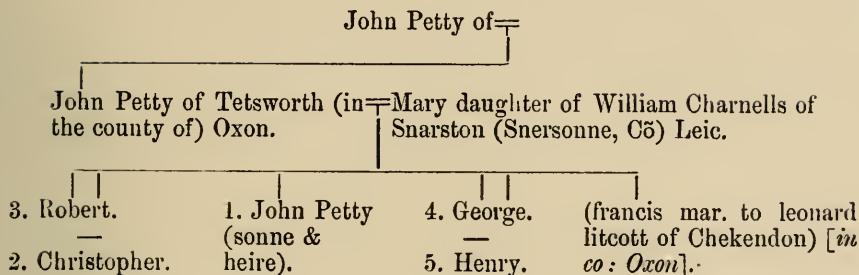 John Petty of
John Petty of Tetsworth (in
the county of) Oxon.
Mary daughter of William Charnells of
Snarston (Snersonne, Cõ) Leic.
3. Robert.
—
2. Christopher.
1. John Petty
(sonne &
heire).
4. George.
—
5. Henry.
(francis mar. to leonard
litcott of Chekendon) [in
co: Oxon].